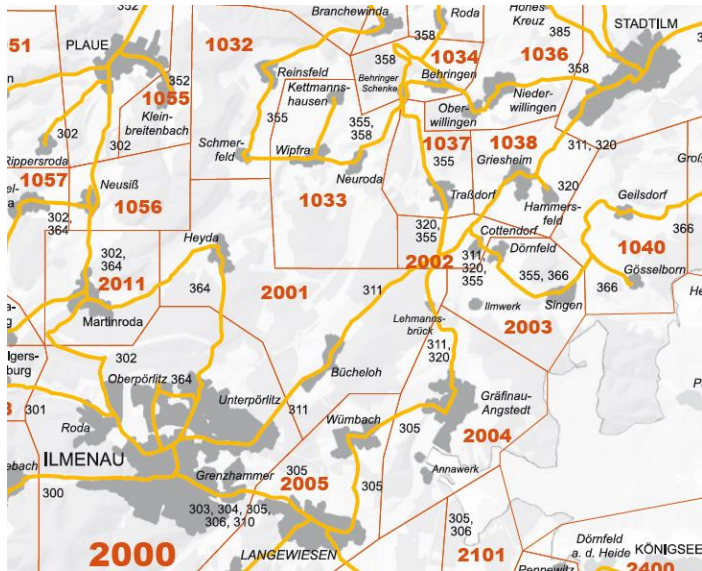 352
Branchewinda
Roda
Hohes
Kreuz
385
STADTILM
051
PLAUE
1032
358
358
1034
1036
352
Reinsfeld
Kettmanns-
hausen
Behringer
Schenke
Behringen
Nieder-
willingen
358
1055
Klein-
breitenbach
Ober-
willingen
302
302
355
355,
358
Schmer-
feld
Wipfra
Neuroda
1037
355
1038
Griesheim
311, 320
Rippersroda
1057
Neusiß
1056
1033
Traßdorf
320
Hammers-
feld
Geilsdorf
302,
364
Heyda
320,
355
Cottendorf
1040
366
302,
364
2011
2002
311,
320,
355
Dörnfeld
355, 366
366
Gösselborn
364
2001
311
Ilmwerk
Singen
Martinroda
Lehmanns-
brück
2003
311,
320
302
Oberpörlitz
364
Bücheloh
301
Roda
Unterpörlitz
311
Wümbach
305
Gräfinau-
Angstedt
2004
ILMENAU
Grenzhammer
305
2005
Annawerk
300
303, 304, 305,
306, 310
305
305,
306
2000
LANGEWIESEN
2101
Dörnfeld
a. d. Heide
KÖNIGSEE
Pennewitz
2400